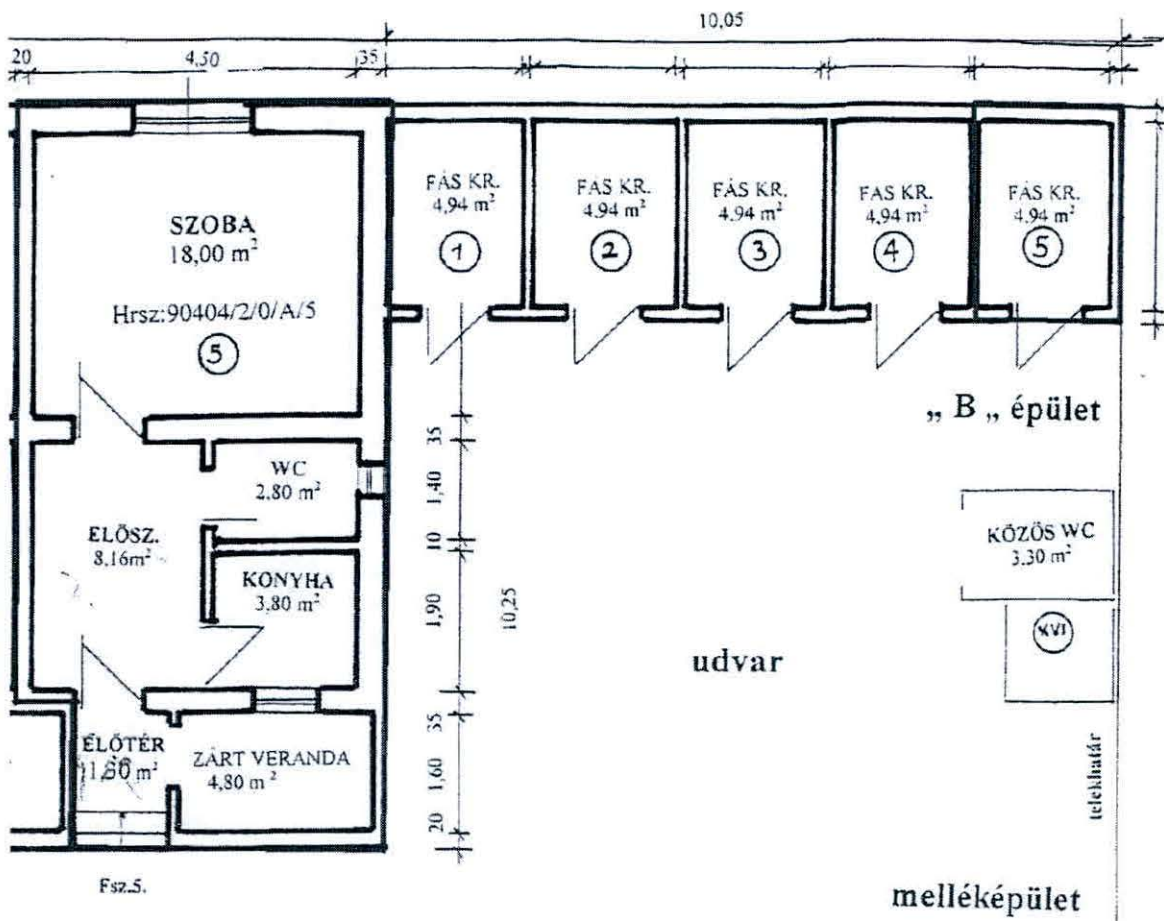 10,05
20
4,50
35
SZOBA
18,00 m²
Hrsz:90404/2/0/A/5
5
FÁS KR.
4,94 m²
1
FÁS KR.
4,94 m²
2
FÁS KR.
4,94 m²
3
FÁS KR.
4,94 m²
4
FÁS KR.
4,94 m²
5
„ B „ épület
35
1,40
10
1,90
10,25
35
1,60
20
WC
2,80 m²
ELŐSZ.
8,16m²
KONYHA
3,80 m²
KÖZÖS WC
3,30 m²
XVI
udvar
ELŐTÉR
m²
ZÁRT VERANDA
4,80 m²
telekhatár
Fsz.5.
melléképület